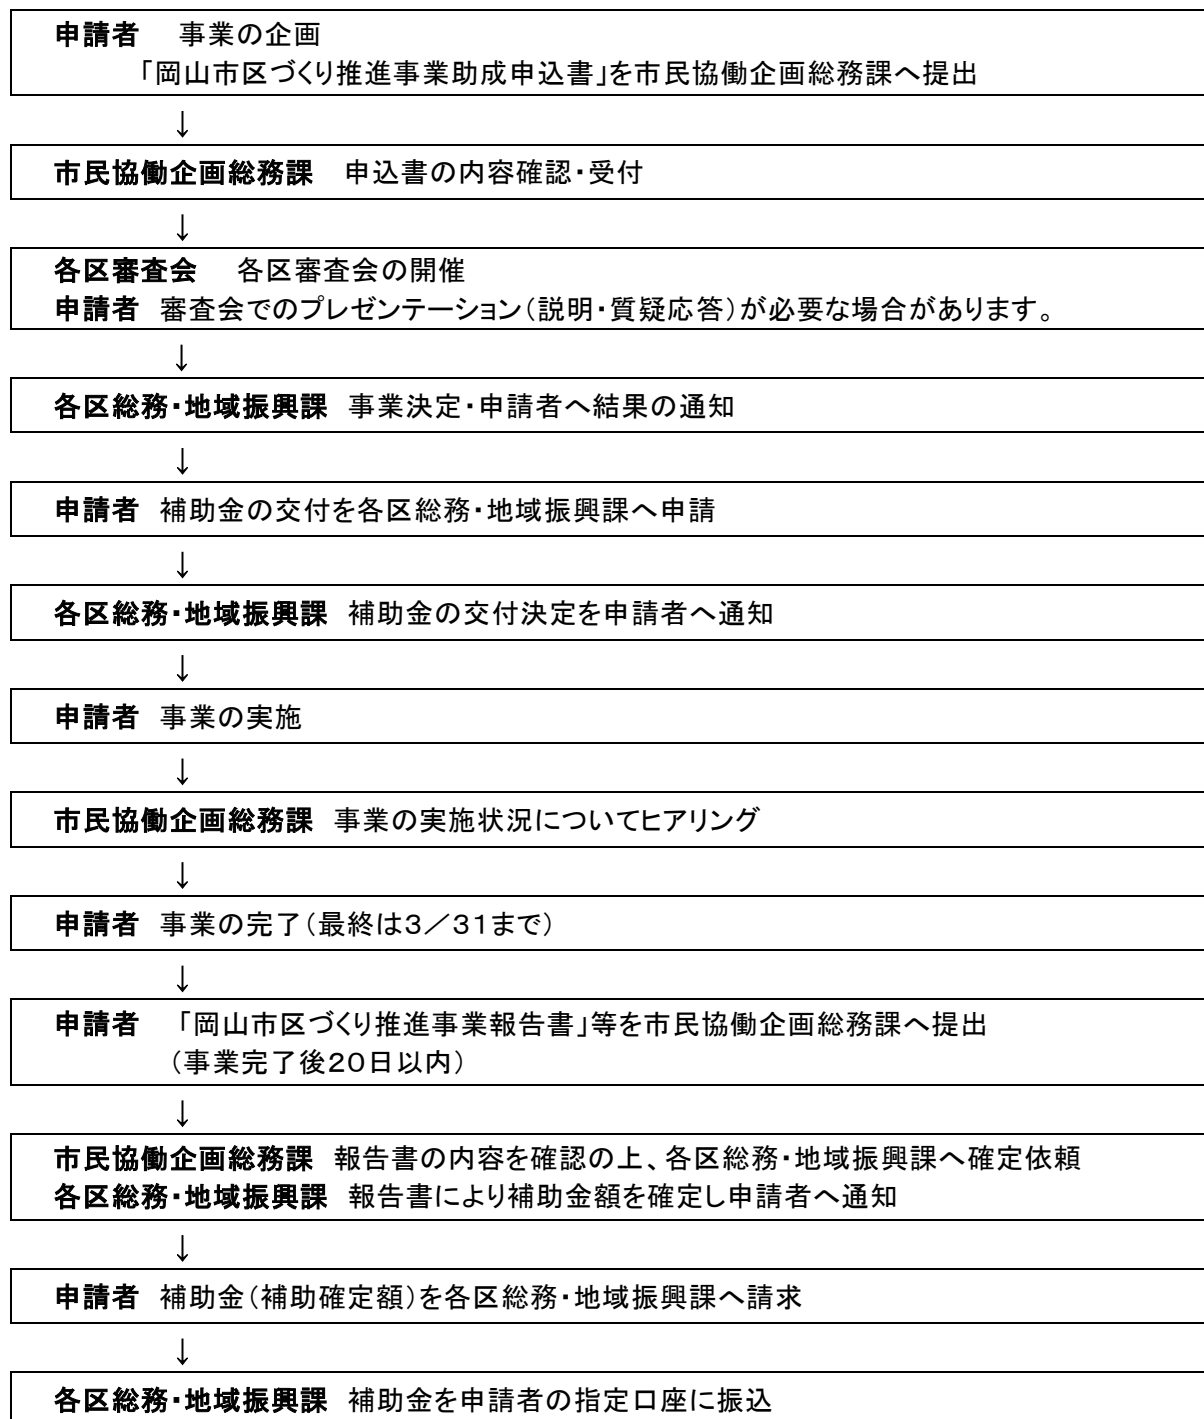 申請者　事業の企画
「岡山市区づくり推進事業助成申込書」を市民協働企画総務課へ提出
↓
市民協働企画総務課　申込書の内容確認・受付
↓
各区審査会　各区審査会の開催
申請者　審査会でのプレゼンテーション（説明・質疑応答）が必要な場合があります。
↓
各区総務・地域振興課　事業決定・申請者へ結果の通知
↓
申請者　補助金の交付を各区総務・地域振興課へ申請
↓
各区総務・地域振興課　補助金の交付決定を申請者へ通知
↓
申請者　事業の実施
↓
市民協働企画総務課　事業の実施状況についてヒアリング
↓
申請者　事業の完了（最終は３／３１まで）
↓
申請者　「岡山市区づくり推進事業報告書」等を市民協働企画総務課へ提出
（事業完了後２０日以内）
↓
市民協働企画総務課　報告書の内容を確認の上、各区総務・地域振興課へ確定依頼
各区総務・地域振興課　報告書により補助金額を確定し申請者へ通知
↓
申請者　補助金（補助確定額）を各区総務・地域振興課へ請求
↓
各区総務・地域振興課　補助金を申請者の指定口座に振込